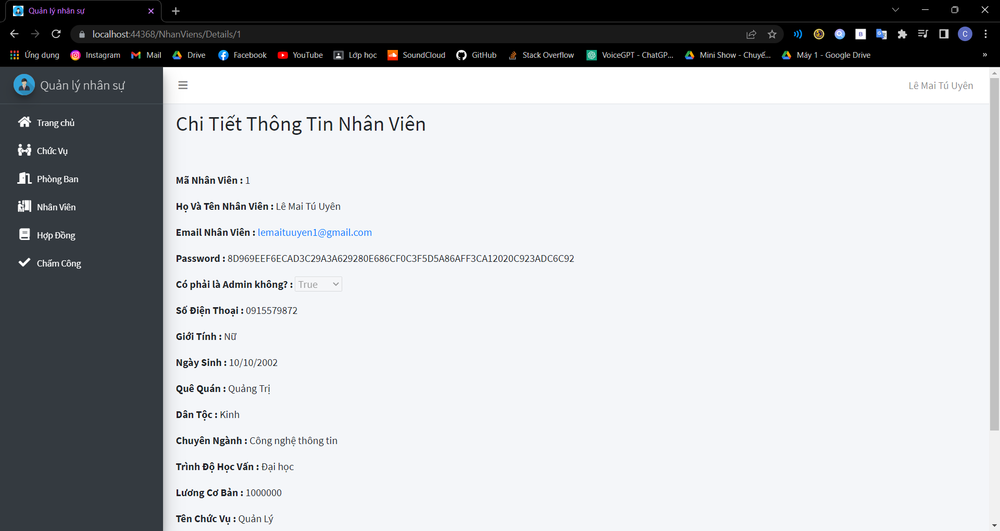 Quản lý nhân sự
localhost:44368/NhanViens/Details/1
C
Ứng dụng Instagram Mail Drive Facebook YouTube Lớp học SoundCloud GitHub Stack Overflow VoiceGPT - ChatGP... Mini Show - Chuyế... Máy 1 - Google Drive »
Quản lý nhân sự
Lê Mai Tú Uyên
Trang chủ
Chức Vụ
Phòng Ban
Nhân Viên
Hợp Đồng
Chấm Công
Chi Tiết Thông Tin Nhân Viên
Mã Nhân Viên : 1
Họ Và Tên Nhân Viên : Lê Mai Tú Uyên
Email Nhân Viên : lemaituuyen1@gmail.com
Password : 8D969EEF6ECAD3C29A3A629280E686CF0C3F5D5A86AFF3CA12020C923ADC6C92
Có phải là Admin không? : True
Số Điện Thoại : 0915579872
Giới Tính : Nữ
Ngày Sinh : 10/10/2002
Quê Quán : Quảng Trị
Dân Tộc : Kinh
Chuyên Ngành : Công nghệ thông tin
Trình Độ Học Vấn : Đại học
Lương Cơ Bản : 1000000
Tên Chức Vụ : Quản Lý